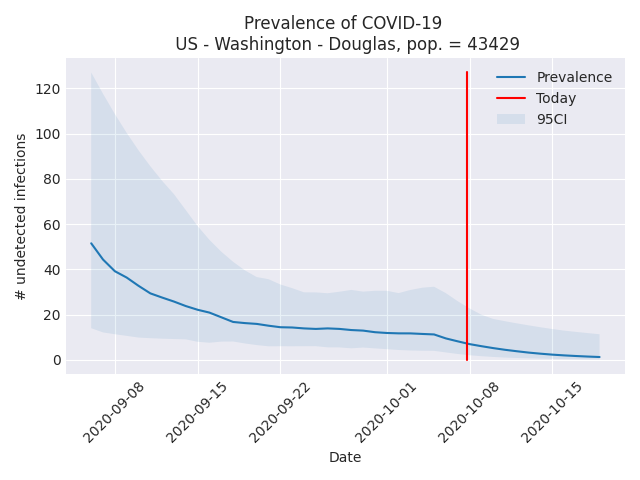 Prevalence of COVID-19
US - Washington - Douglas, pop. = 43429
Prevalence
Today
95CI
# undetected infections
120
100
80
60
40
20
0
2020-09-08
2020-09-15
2020-09-22
2020-10-01
2020-10-08
2020-10-15
Date